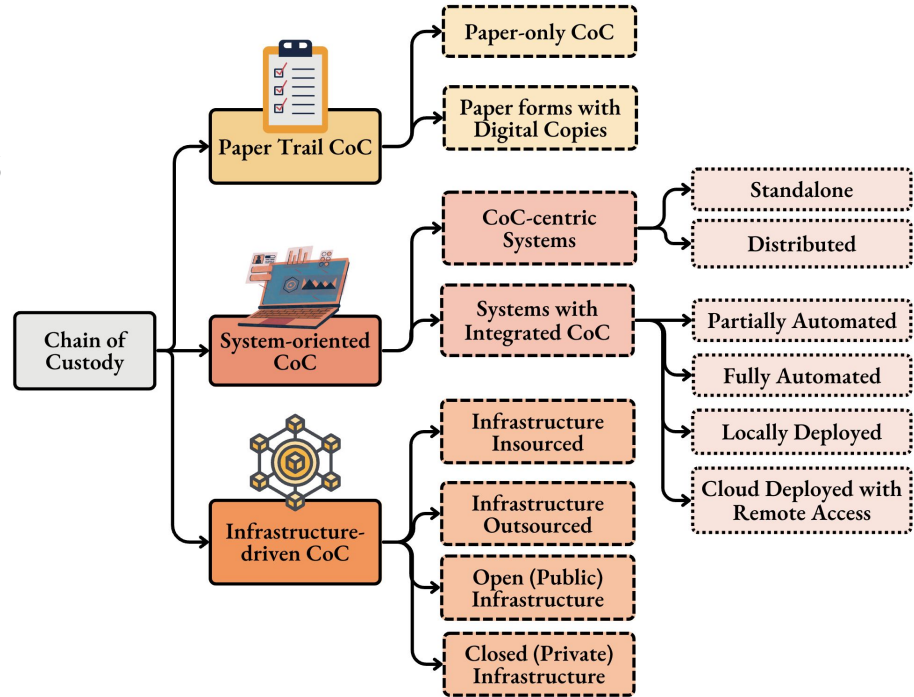 Paper-only CoC
Paper forms with
Digital Copies
Paper Trail CoC
Standalone
CoC-centric
Systems
Distributed
Systems with
Integrated CoC
Partially Automated
Chain of
Custody
System-oriented
CoC
Fully Automated
Infrastructure
Insourced
Locally Deployed
Cloud Deployed with
Remote Access
Infrastructure
Outsourced
Infrastructure-
driven CoC
Open (Public)
Infrastructure
Closed (Private)
Infrastructure